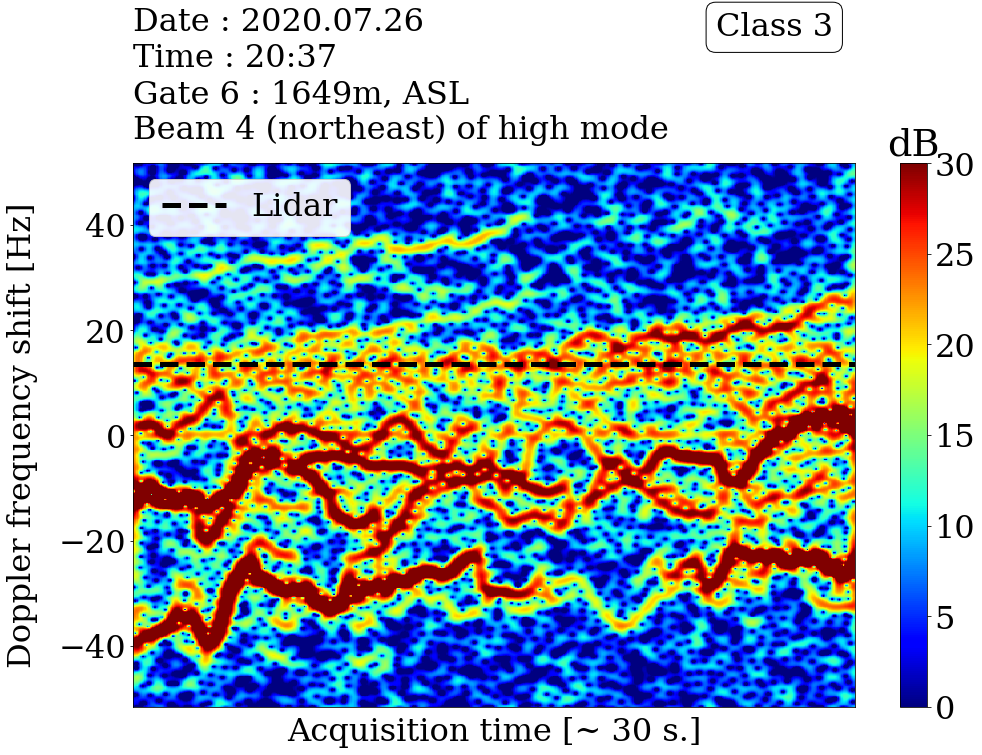 Date : 2020.07.26
Time : 20:37
Gate 6 : 1649m, ASL
Beam 4 (northeast) of high mode
Class 3
dB
30
25
20
15
10
5
0
Lidar
Doppler frequency shift [Hz]
40
20
0
−20
−40
Acquisition time [~ 30 s.]